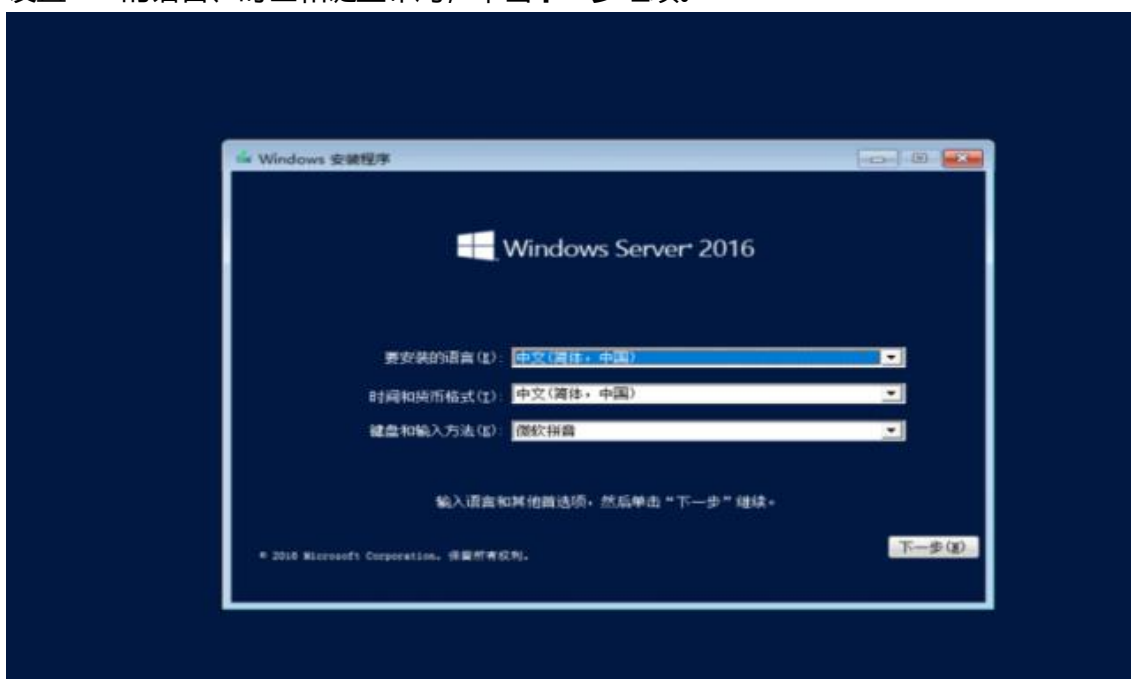 Windows 安装程序
Windows Server 2016
要安装的语言(E): 中文(简体，中国)
时间和货币格式(T): 中文(简体，中国)
键盘和输入方法(K): 微软拼音
输入语言和其他首选项，然后单击“下一步”继续。
© 2016 Microsoft Corporation。保留所有权利。
下一步(N)